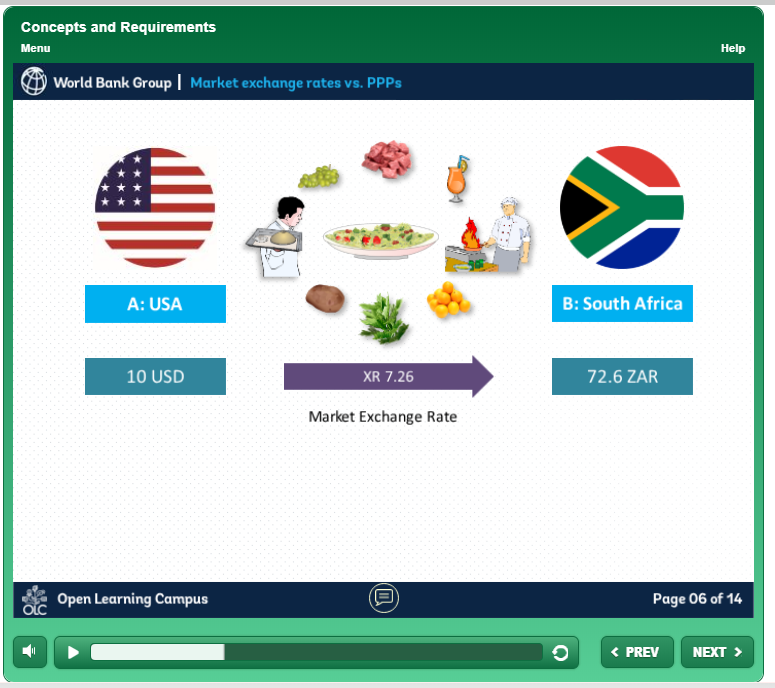 Concepts and Requirements
Menu
Help
World Bank Group | Market exchange rates vs. PPPs
A: USA
B: South Africa
10 USD
XR 7.26
72.6 ZAR
Market Exchange Rate
OLC
Open Learning Campus
Page 06 of 14
PREV
NEXT